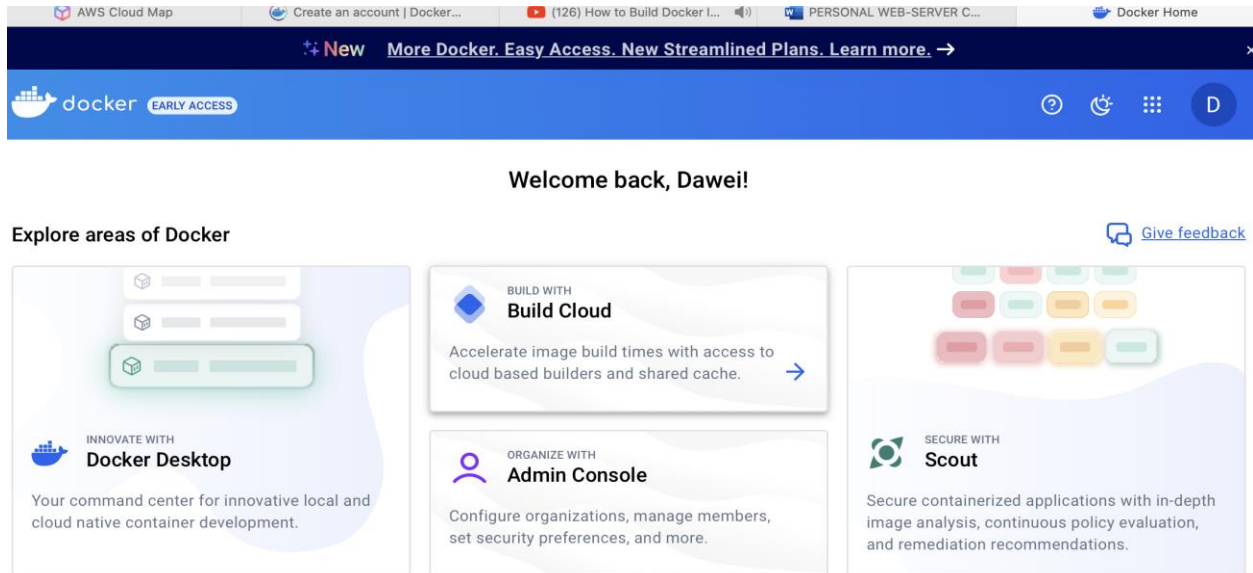 AWS Cloud Map
Create an account | Docker...
(126) How to Build Docker I...
PERSONAL WEB-SERVER C...
Docker Home
New More Docker. Easy Access. New Streamlined Plans. Learn more. →
docker EARLY ACCESS
D
Welcome back, Dawei!
Explore areas of Docker
Give feedback
INNOVATE WITH
Docker Desktop
Your command center for innovative local and
cloud native container development.
BUILD WITH
Build Cloud
Accelerate image build times with access to
cloud based builders and shared cache.
ORGANIZE WITH
Admin Console
Configure organizations, manage members,
set security preferences, and more.
SECURE WITH
Scout
Secure containerized applications with in-depth
image analysis, continuous policy evaluation,
and remediation recommendations.